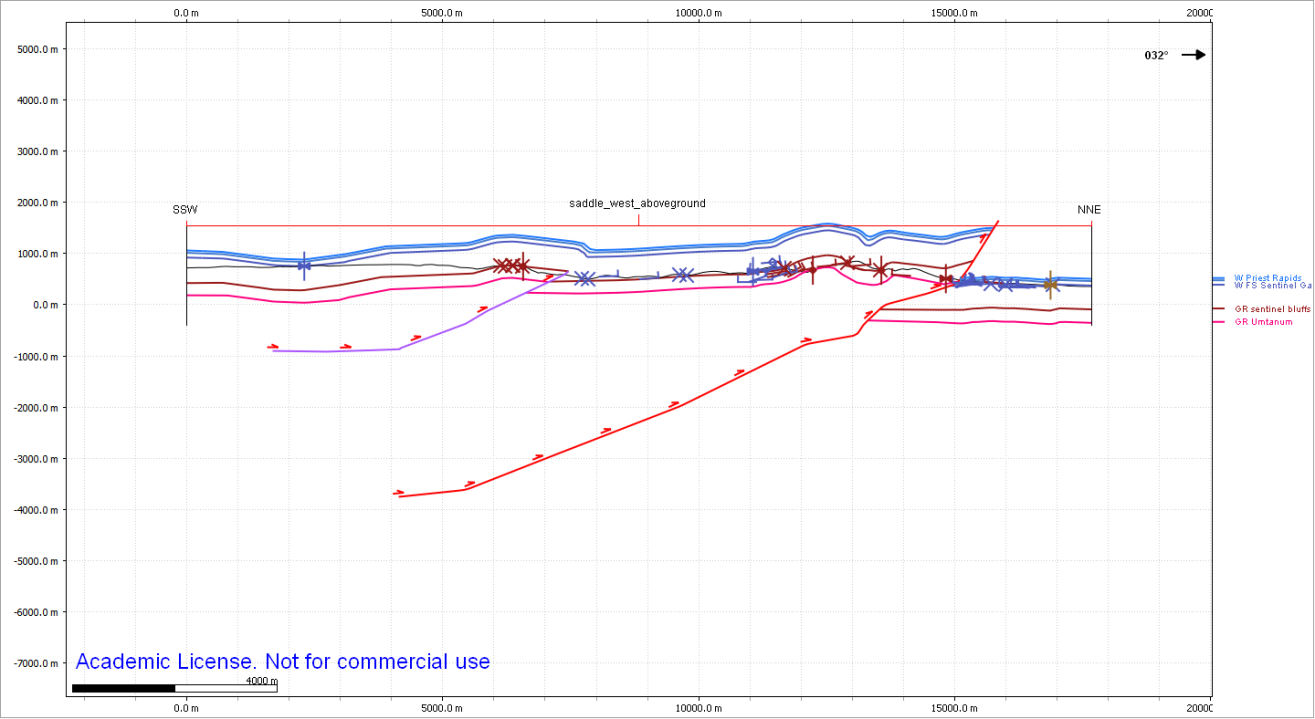 0.0 m 5000.0 m 10000.0 m 15000.0 m 20000
5000.0 m
032°
4000.0 m
3000.0 m
2000.0 m
SSW saddle_west_aboveground NNE
1000.0 m
W Priest Rapids
W FS Sentinel Ga
0.0 m
GR sentinel bluffs
GR Umtanum
-1000.0 m
-2000.0 m
-3000.0 m
-4000.0 m
-5000.0 m
-6000.0 m
-7000.0 m
Academic License. Not for commercial use
4000 m
0.0 m 5000.0 m 10000.0 m 15000.0 m 20000